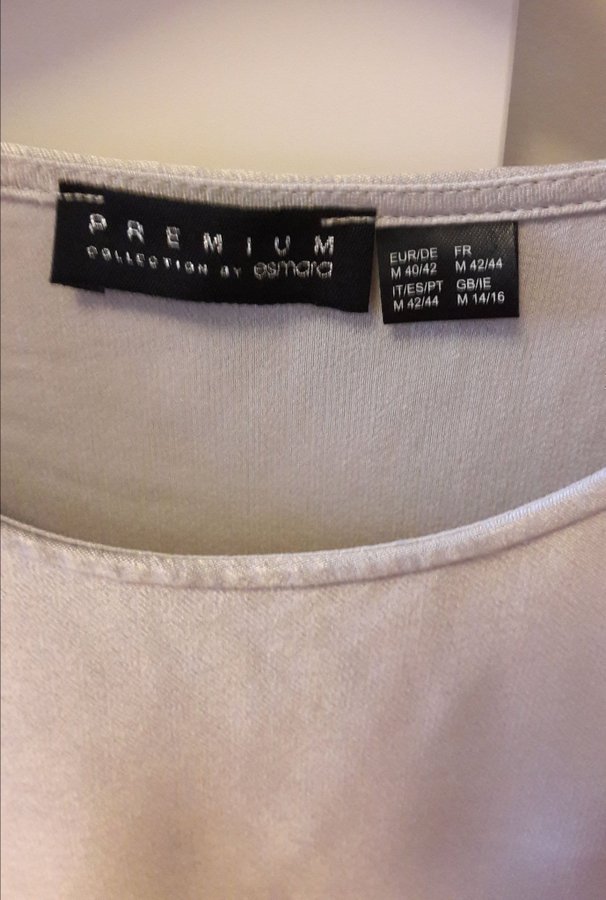 PREMIUM
COLLECTION BY esmara
EUR/DE FR
M 40/42 M 42/44
IT/ES/PT GB/IE
M 42/44 M 14/16